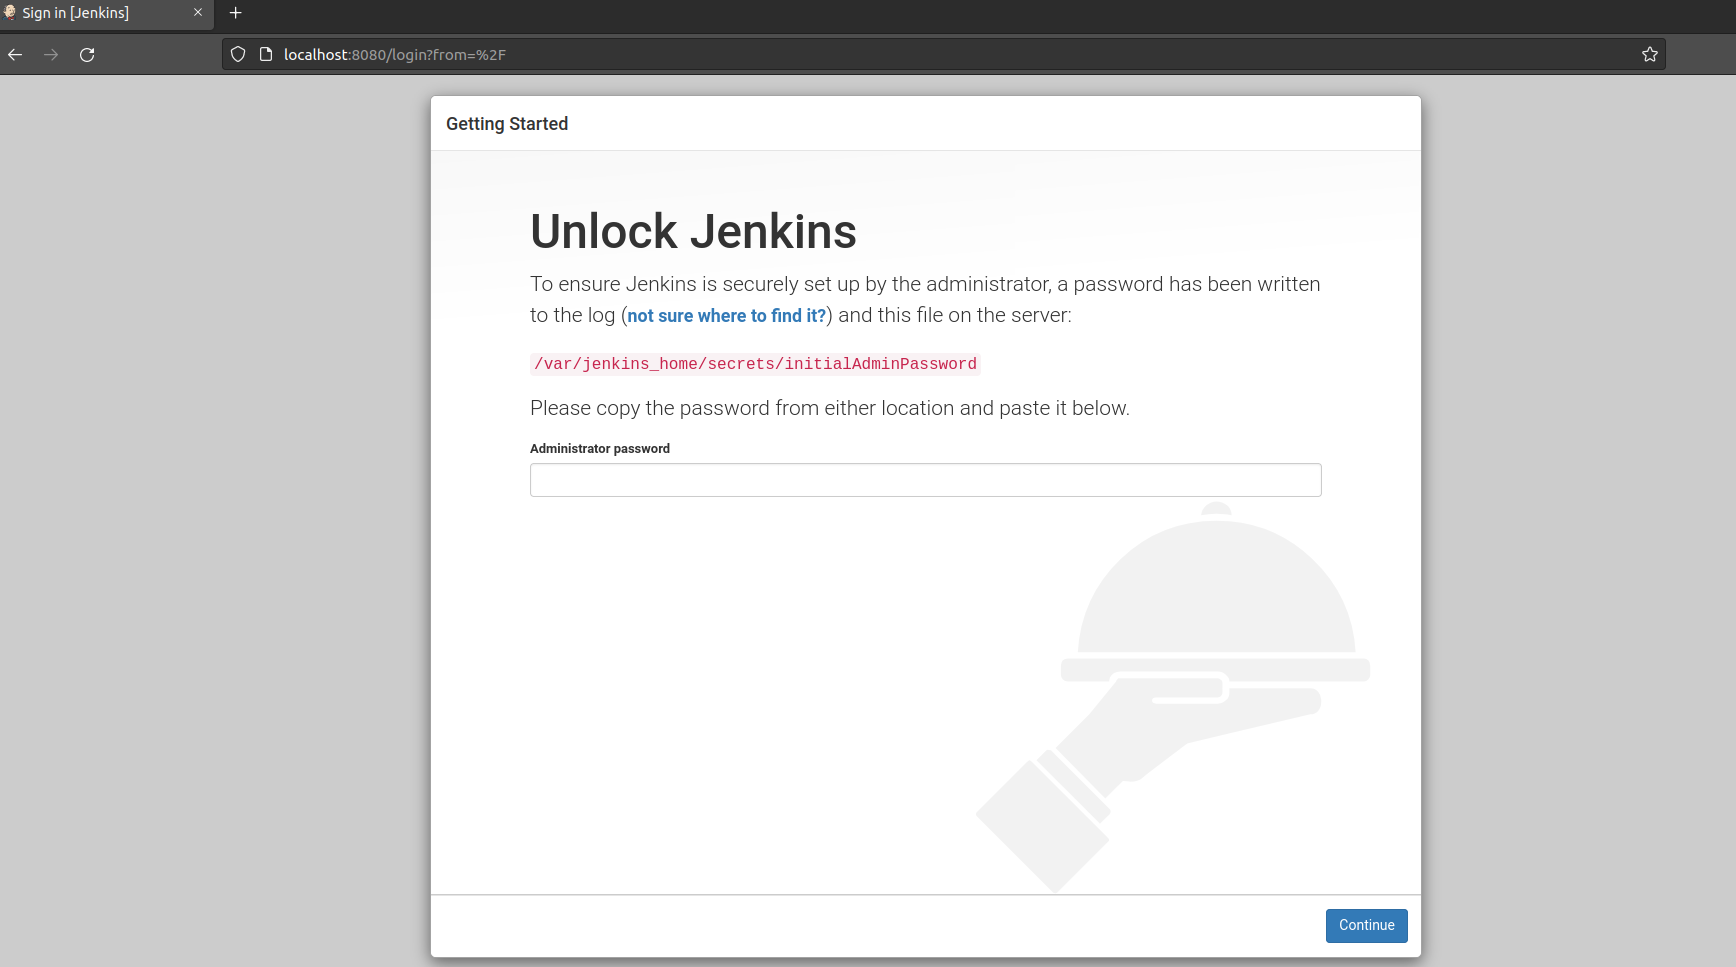 Sign in [Jenkins]
localhost:8080/login?from=%2F
Getting Started
Unlock Jenkins
To ensure Jenkins is securely set up by the administrator, a password has been written
to the log (not sure where to find it?) and this file on the server:
/var/jenkins_home/secrets/initialAdminPassword
Please copy the password from either location and paste it below.
Administrator password
Continue